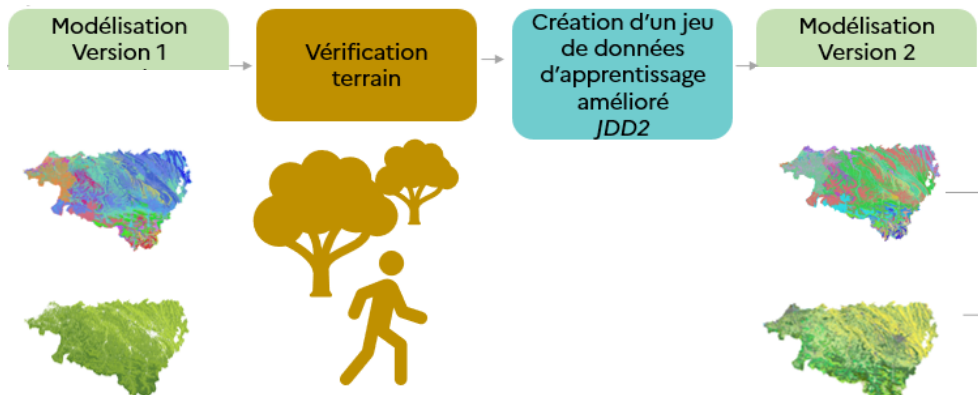 Modélisation
Version 1
Vérification
terrain
Création d'un jeu
de données
d'apprentissage
amélioré
JDD2
Modélisation
Version 2